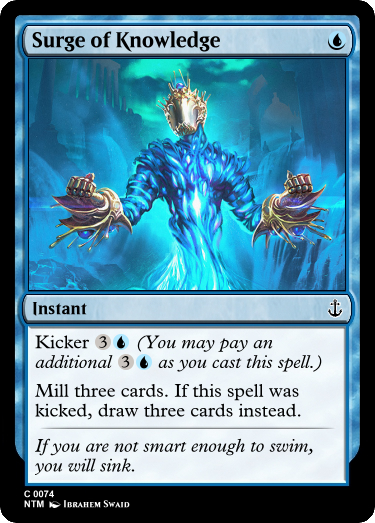 Surge of Knowledge
Instant
Kicker 3 (You may pay an
additional 3 as you cast this spell.)
Mill three cards. If this spell was
kicked, draw three cards instead.
If you are not smart enough to swim,
you will sink.
C 0074
NTM Ibrahem Swaid